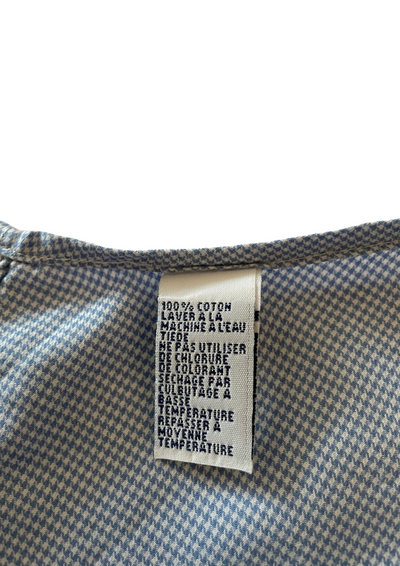 100% COTON
LAVER À LA
MACHINE À L'EAU
TIEDE
NE PAS UTILISER
DE CHLORURE
DE COLORANT
SECHAGE PAR
CULBUTAGE À
BASSE
TEMPERATURE
REPASSER À
MOYENNE
TEMPERATURE